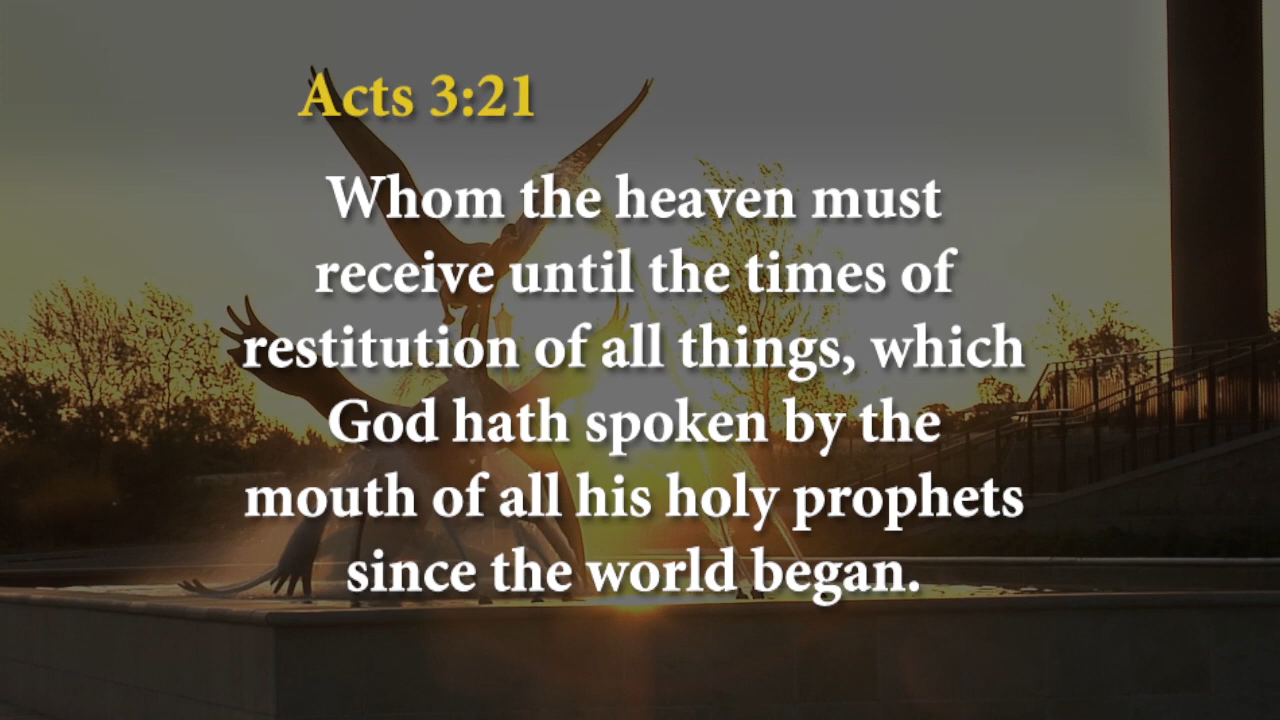 Acts 3:21
Whom the heaven must
receive until the times of
restitution of all things, which
God hath spoken by the
mouth of all his holy prophets
since the world began.